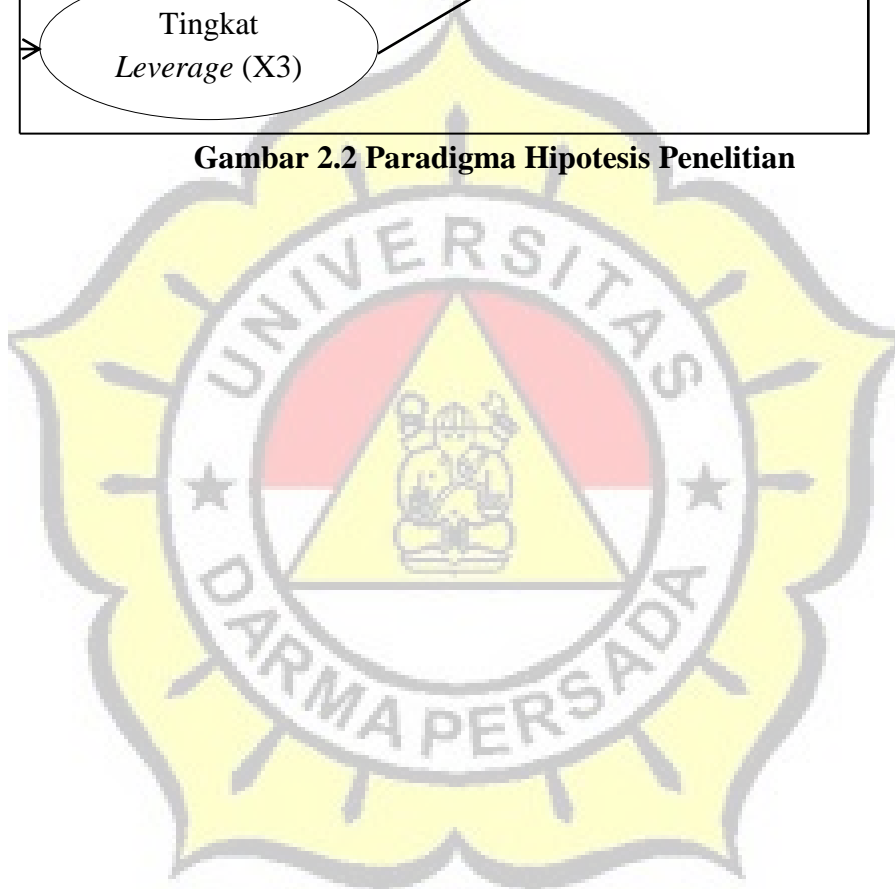 Tingkat
Leverage (X3)
Gambar 2.2 Paradigma Hipotesis Penelitian
UNIVERSITAS
DARMA PERSADA